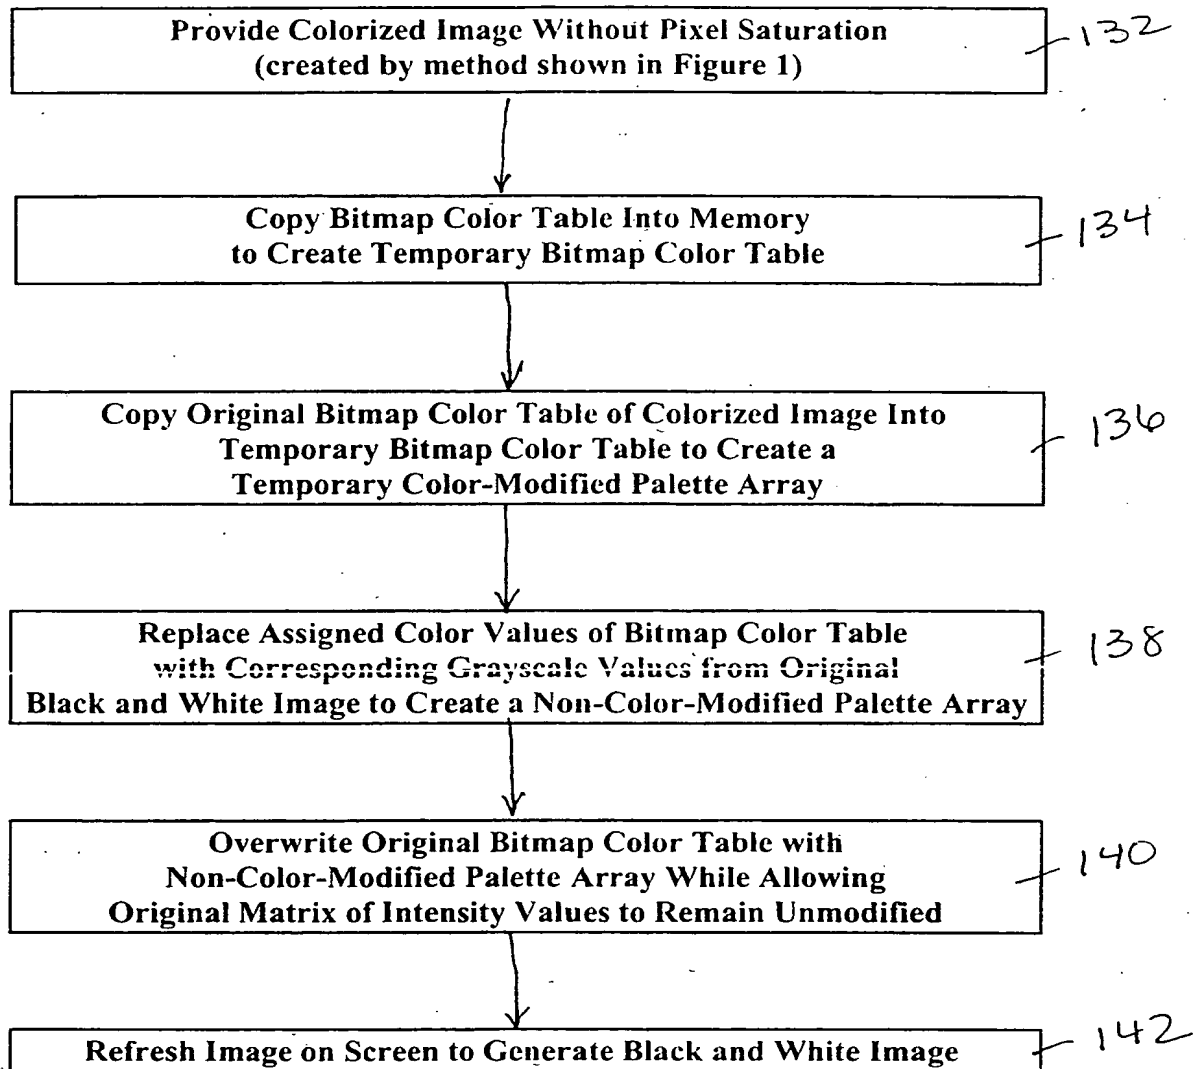 Provide Colorized Image Without Pixel Saturation
(created by method shown in Figure 1)
132
Copy Bitmap Color Table Into Memory
to Create Temporary Bitmap Color Table
134
Copy Original Bitmap Color Table of Colorized Image Into
Temporary Bitmap Color Table to Create a
Temporary Color-Modified Palette Array
136
Replace Assigned Color Values of Bitmap Color Table
with Corresponding Grayscale Values from Original
Black and White Image to Create a Non-Color-Modified Palette Array
138
Overwrite Original Bitmap Color Table with
Non-Color-Modified Palette Array While Allowing
Original Matrix of Intensity Values to Remain Unmodified
140
Refresh Image on Screen to Generate Black and White Image
142